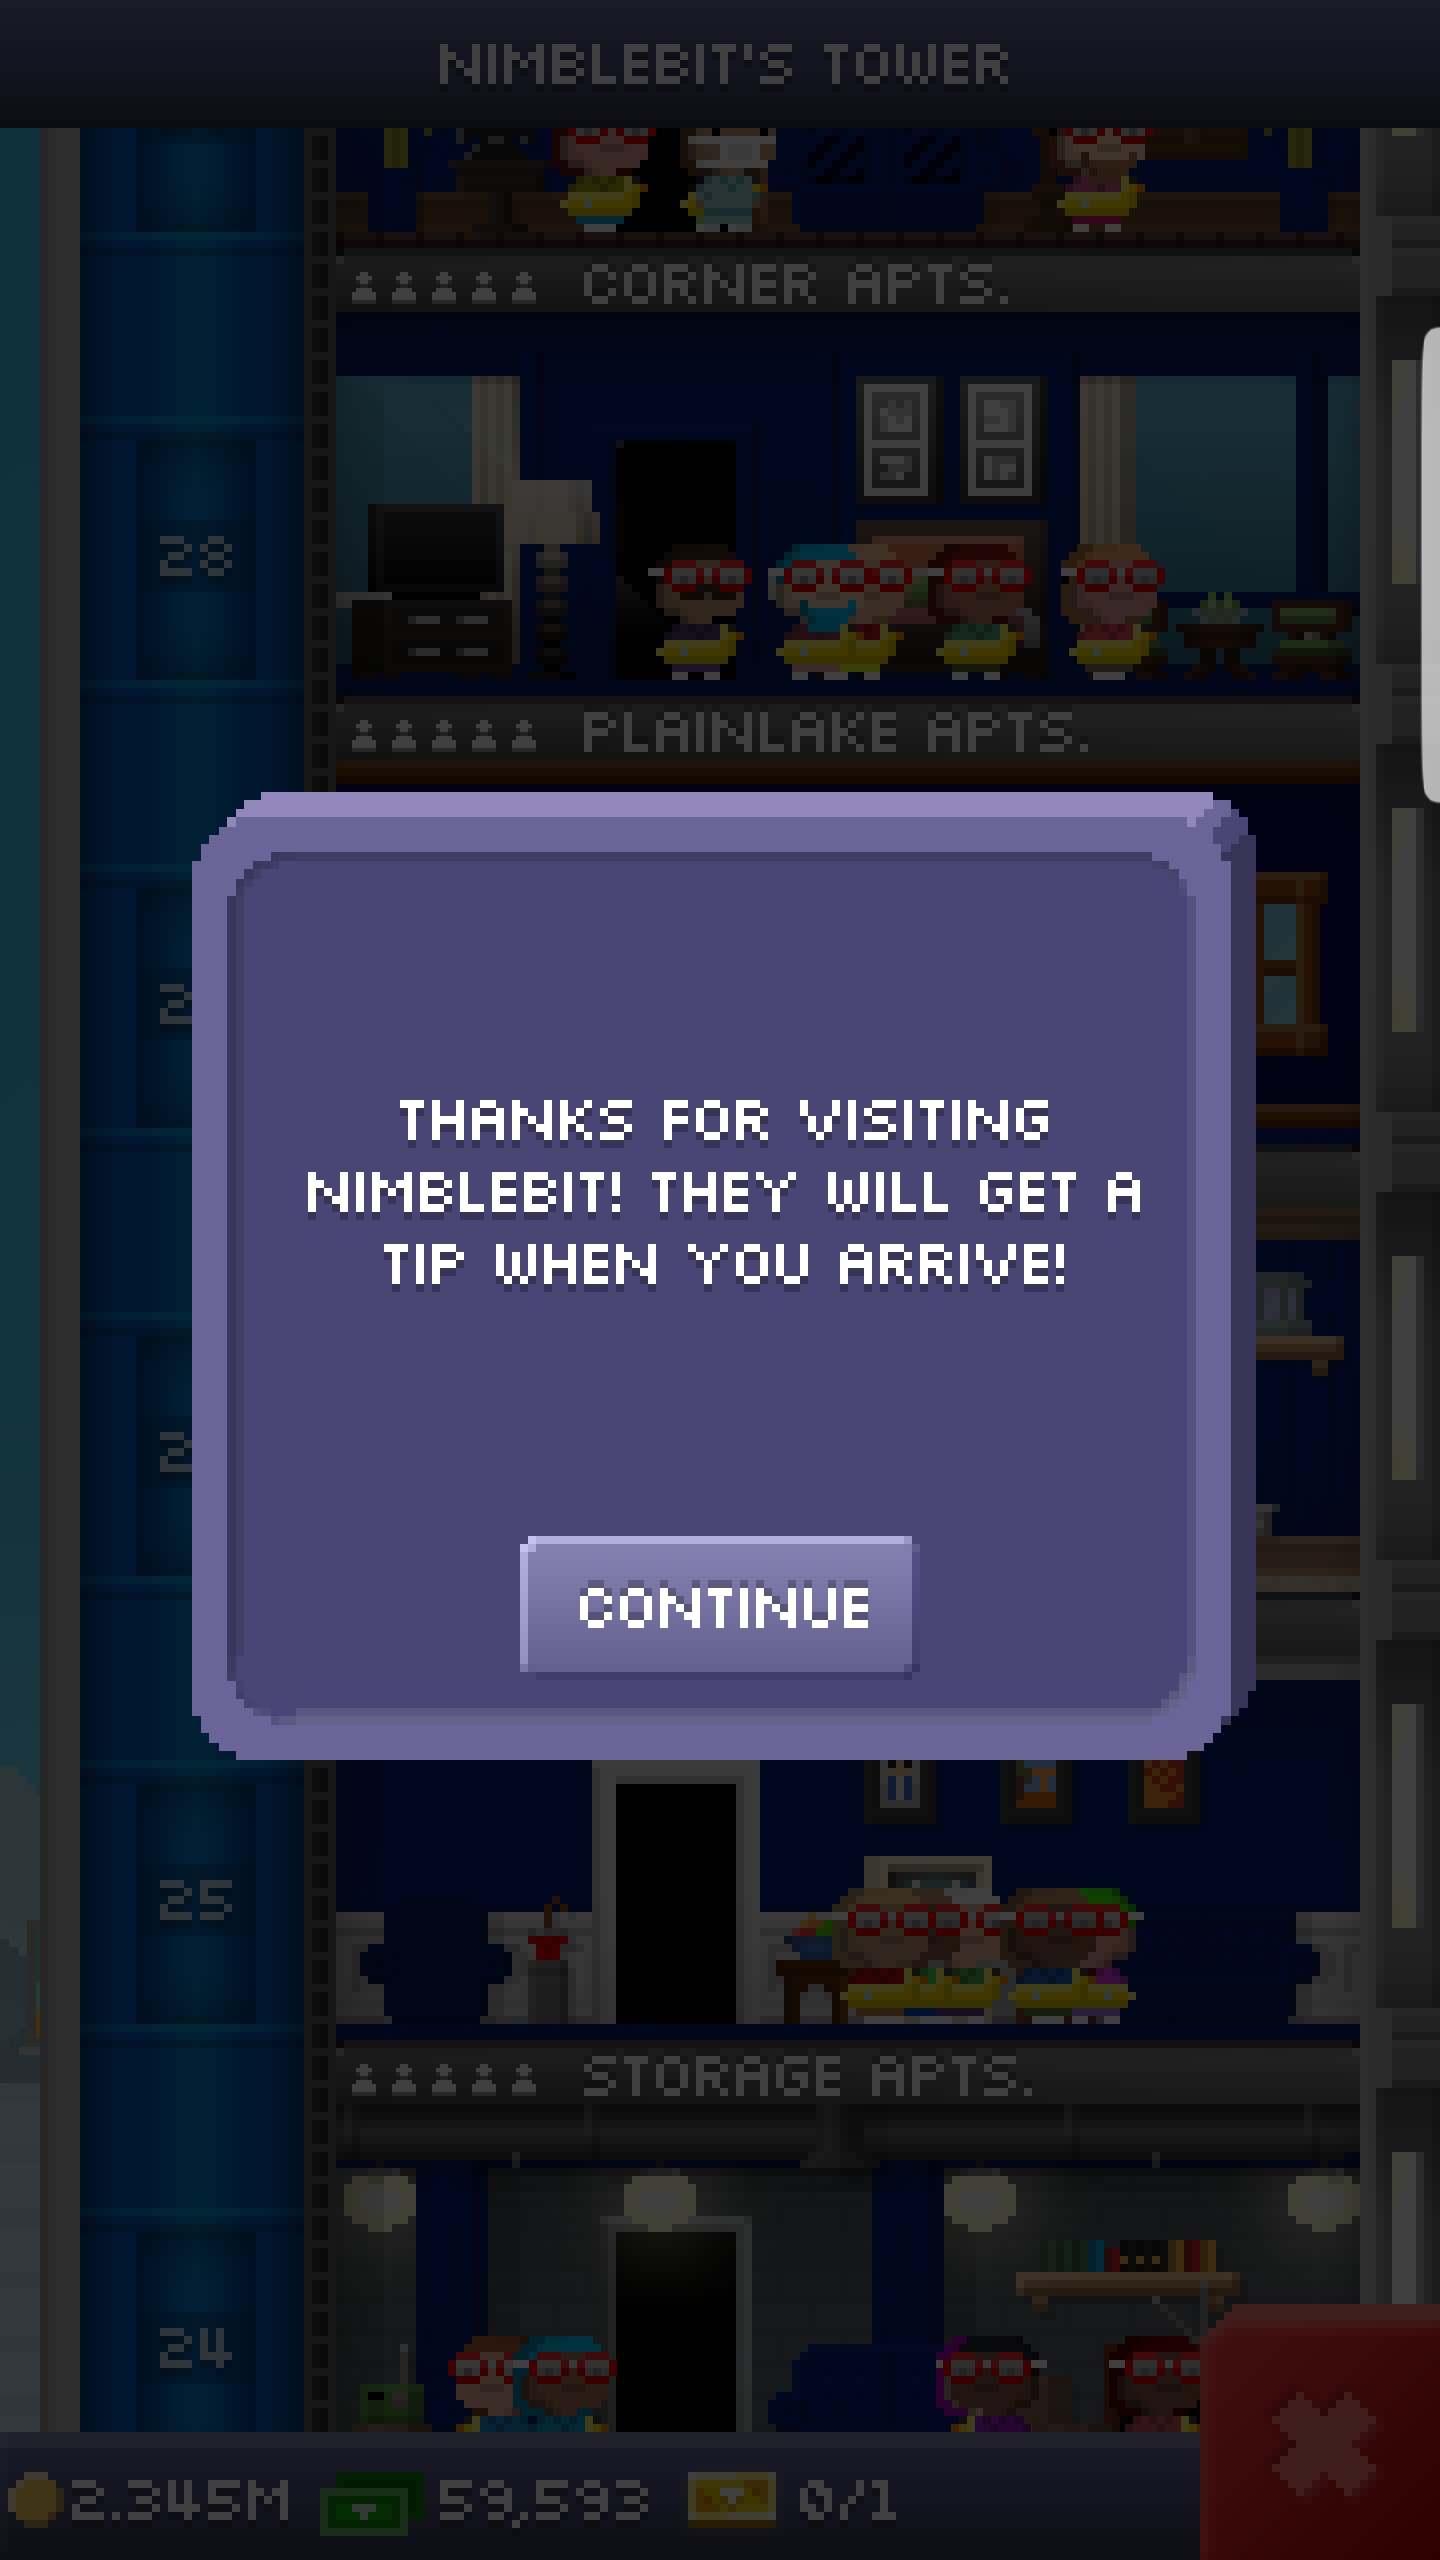 NIMBLEBIT'S TOWER
CORNER APTS.
28
PLAINLAKE APTS.
THANKS FOR VISITING
NIMBLEBIT! THEY WILL GET A
TIP WHEN YOU ARRIVE!
CONTINUE
25
STORAGE APTS.
24
2.345M 59,593 0/1